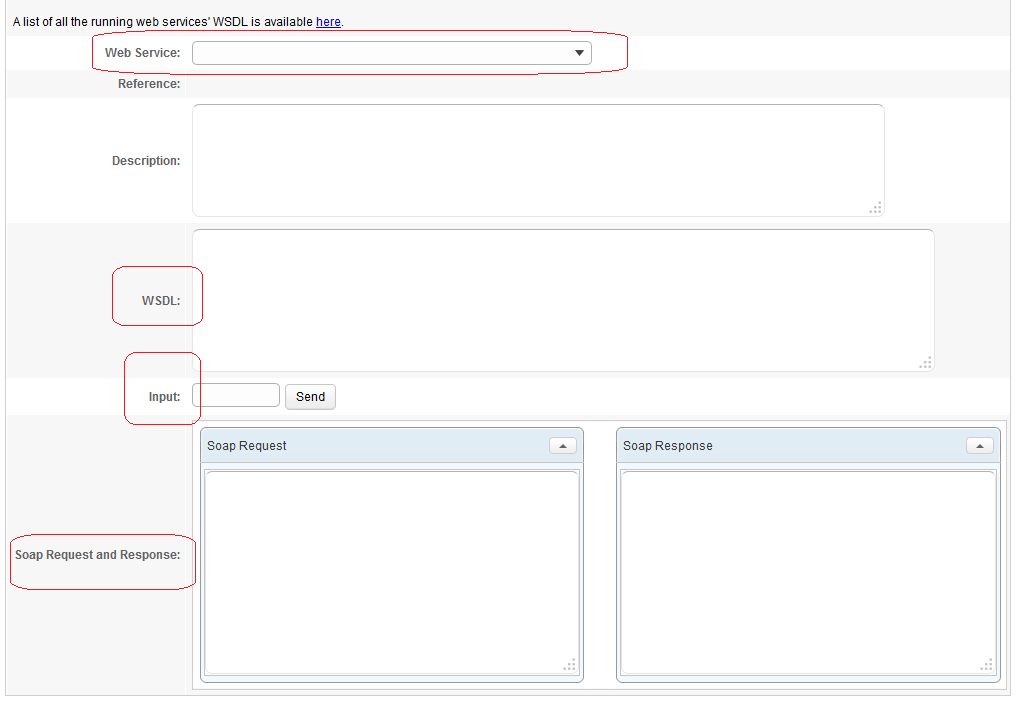 A list of all the running web services' WSDL is available here.
Web Service:
Reference:
Description:
WSDL:
Input:
Send
Soap Request and Response:
Soap Request
Soap Response